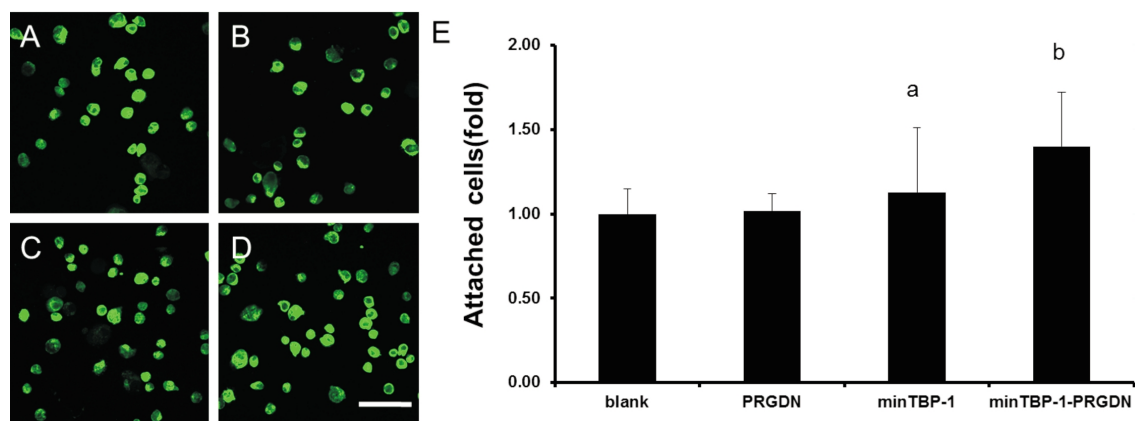 A
B
C
D
E
Attached cells(fold)
2.00
1.50
1.00
0.50
0.00
a
b
blank
PRGDN
minTBP-1
minTBP-1-PRGDN